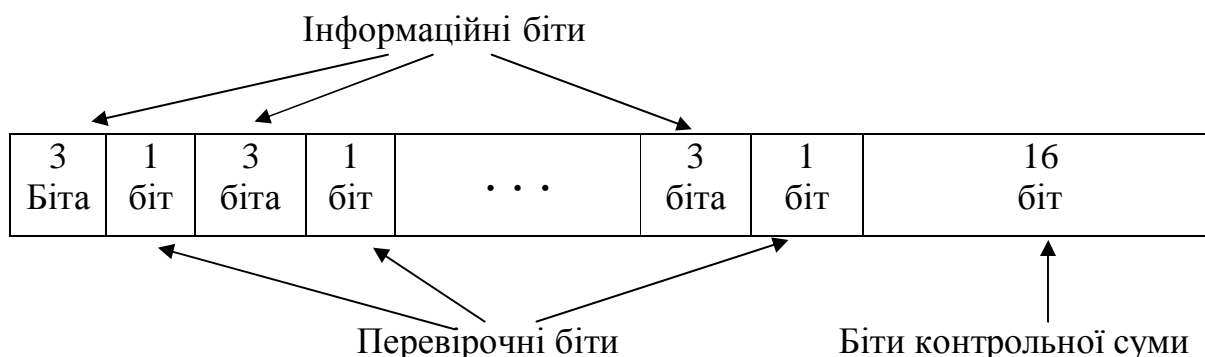 Інформаційні біти
3 1 3 1 3 1 16
Біта біт біта біт . . . біта біт біт
Перевірочні біти Біти контрольної суми